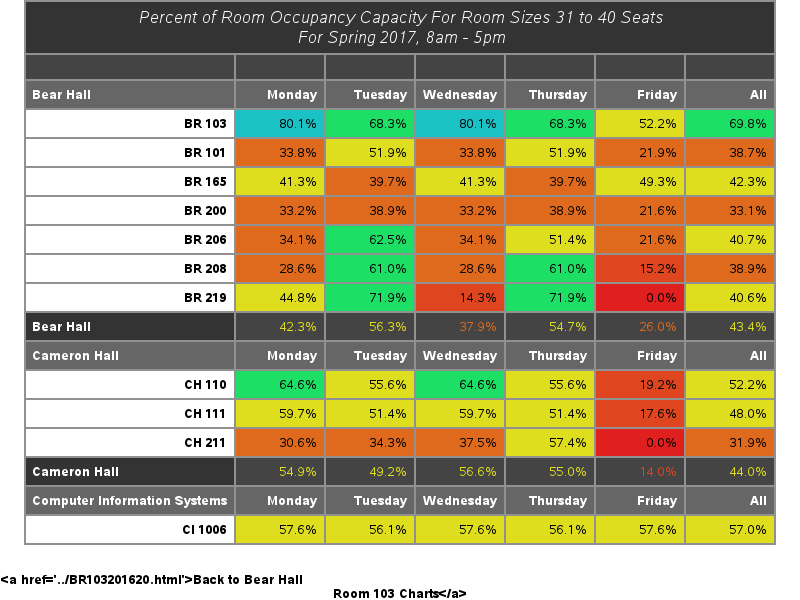 Percent of Room Occupancy Capacity For Room Sizes 31 to 40 Seats
For Spring 2017, 8am - 5pm
Bear Hall Monday Tuesday Wednesday Thursday Friday All
BR 103 80.1% 68.3% 80.1% 68.3% 52.2% 69.8%
BR 101 33.8% 51.9% 33.8% 51.9% 21.9% 38.7%
BR 165 41.3% 39.7% 41.3% 39.7% 49.3% 42.3%
BR 200 33.2% 38.9% 33.2% 38.9% 21.6% 33.1%
BR 206 34.1% 62.5% 34.1% 51.4% 21.6% 40.7%
BR 208 28.6% 61.0% 28.6% 61.0% 15.2% 38.9%
BR 219 44.8% 71.9% 14.3% 71.9% 0.0% 40.6%
Bear Hall 42.3% 56.3% 37.9% 54.7% 26.0% 43.4%
Cameron Hall Monday Tuesday Wednesday Thursday Friday All
CH 110 64.6% 55.6% 64.6% 55.6% 19.2% 52.2%
CH 111 59.7% 51.4% 59.7% 51.4% 17.6% 48.0%
CH 211 30.6% 34.3% 37.5% 57.4% 0.0% 31.9%
Cameron Hall 54.9% 49.2% 56.6% 55.0% 14.0% 44.0%
Computer Information Systems Monday Tuesday Wednesday Thursday Friday All
CI 1006 57.6% 56.1% 57.6% 56.1% 57.6% 57.0%
<a href='../BR103201620.html'>Back to Bear Hall
Room 103 Charts</a>